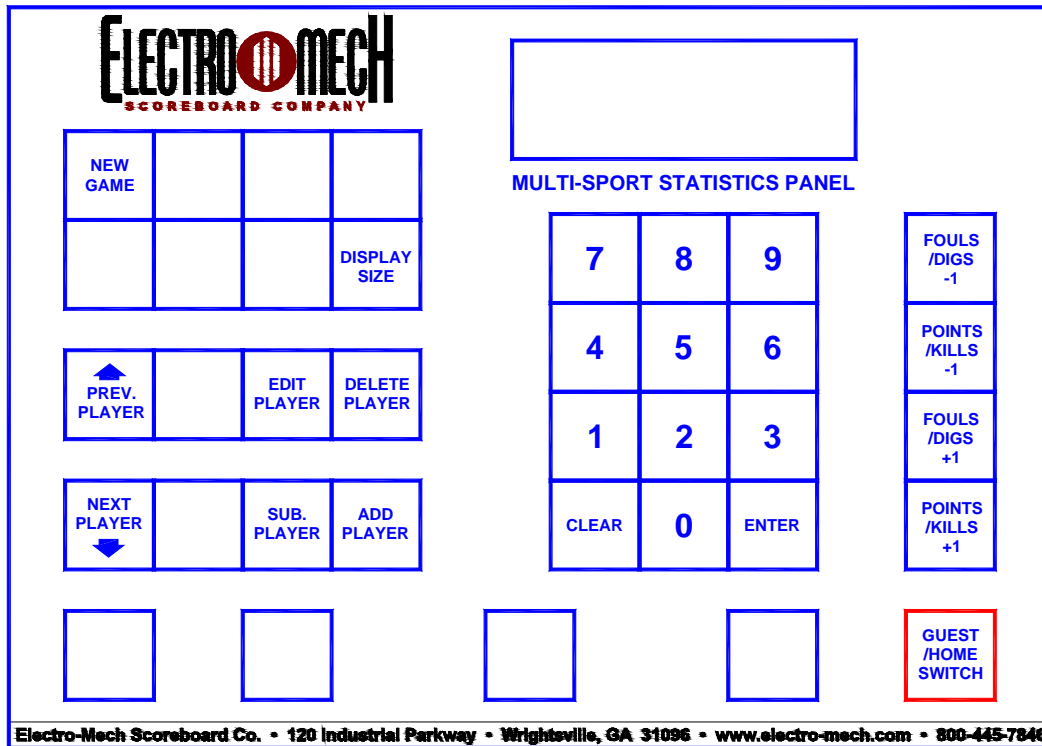 ELECTRO MECH
SCOREBOARD COMPANY
MULTI-SPORT STATISTICS PANEL
NEW
GAME
DISPLAY
SIZE
PREV.
PLAYER
EDIT
PLAYER
DELETE
PLAYER
NEXT
PLAYER
SUB.
PLAYER
ADD
PLAYER
7 8 9
4 5 6
1 2 3
CLEAR 0 ENTER
FOULS
/DIGS
-1
POINTS
/KILLS
-1
FOULS
/DIGS
+1
POINTS
/KILLS
+1
GUEST
/HOME
SWITCH
Electro-Mech Scoreboard Co. • 120 Industrial Parkway • Wrightsville, GA 31096 • www.electro-mech.com • 800-445-7846